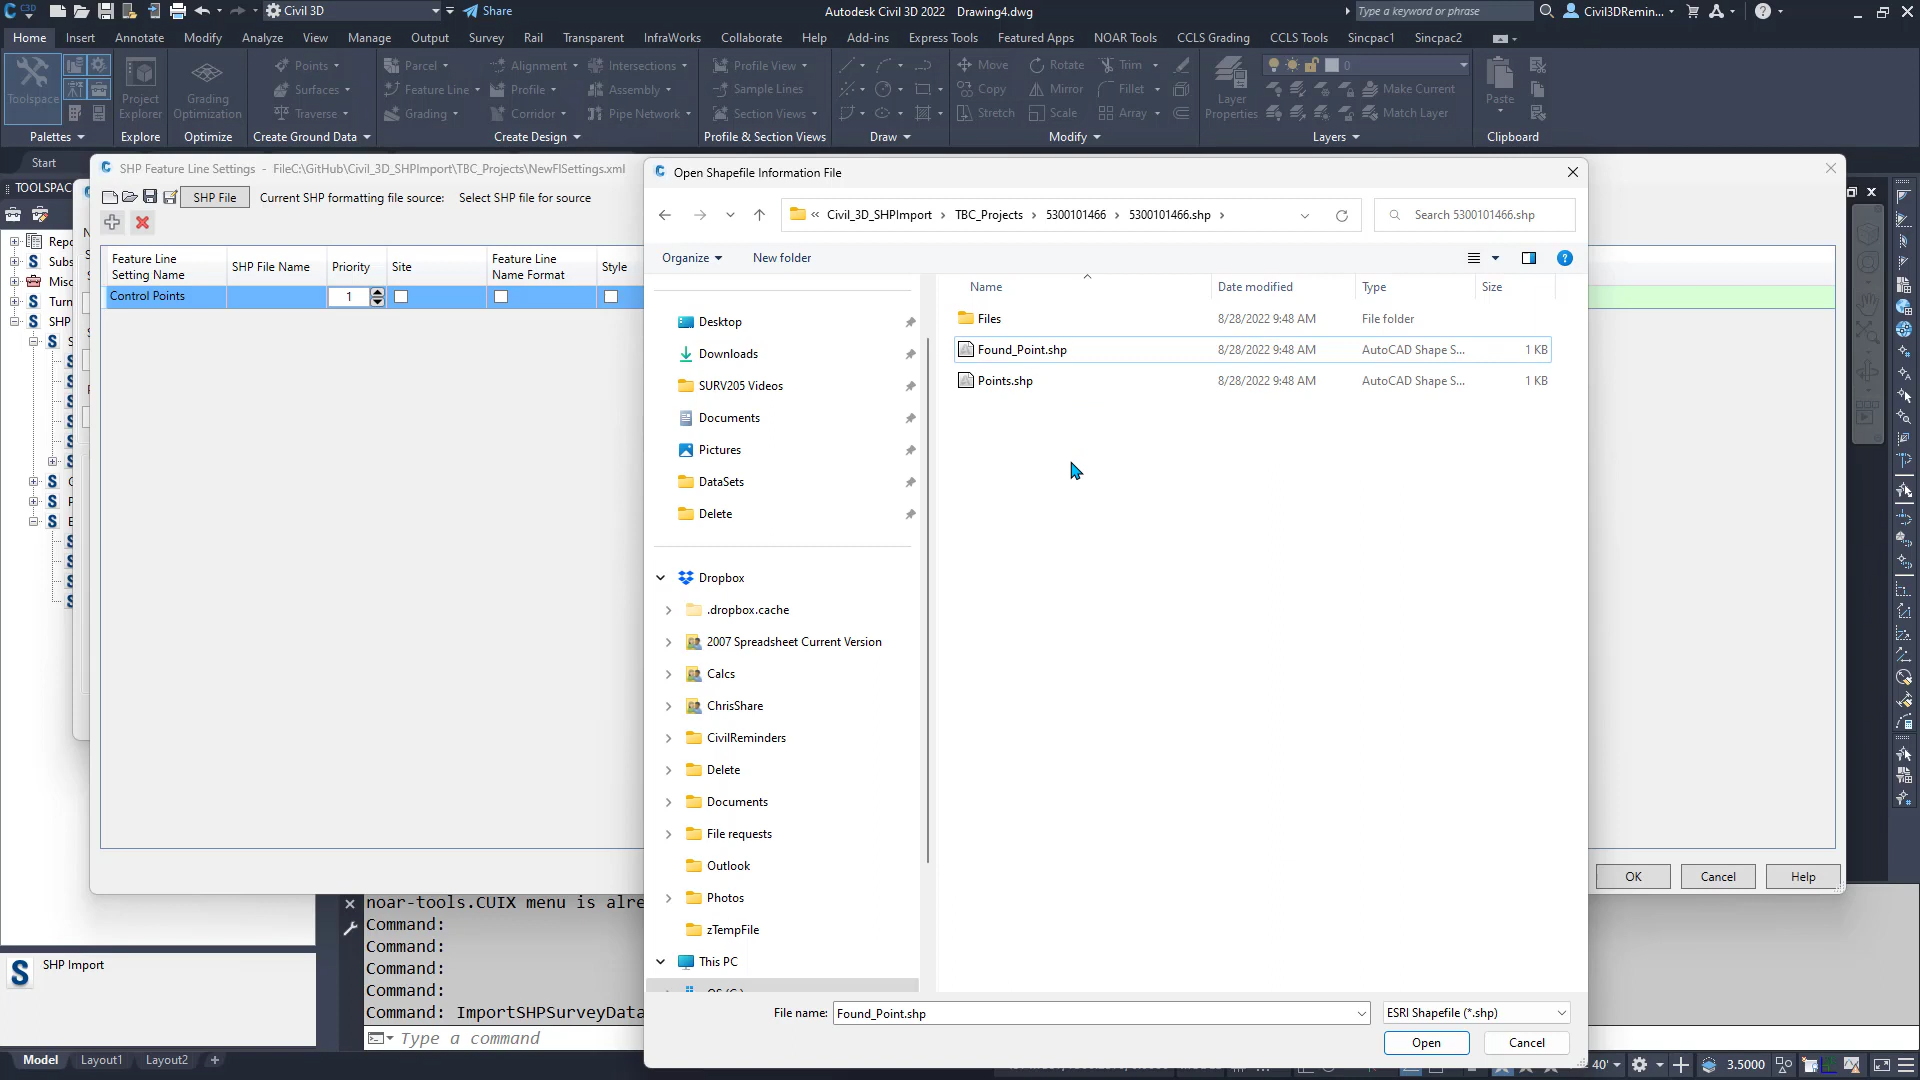 C3D Civil 3D Share Autodesk Civil 3D 2022 Drawing4.dwg Type a keyword or phrase Civil3DRemin...
Home Insert Annotate Modify Analyze View Manage Output Survey Rail Transparent InfraWorks Collaborate Help Add-ins Express Tools Featured Apps NOAR Tools CCLS Grading CCLS Tools Sincpac1 Sincpac2
Points Parcel Alignment Intersections Profile View Move Rotate Trim 0
Surfaces Feature Line Profile Assembly Sample Lines Copy Mirror Fillet Make Current
Toolspace Project Explorer Grading Optimization Traverse Grading Corridor Pipe Network Section Views Stretch Scale Array Layer Properties Match Layer Paste
Palettes Explore Optimize Create Ground Data Create Design Profile & Section Views Draw Modify Layers Clipboard
Start
SHP Feature Line Settings - FileC:\GitHub\Civil_3D_SHPImport\TBC_Projects\NewFlSettings.xml
TOOLSPAC
SHP File Current SHP formatting file source: Select SHP file for source
Feature Line Setting Name SHP File Name Priority Site Feature Line Name Format Style
Control Points 1
Repo
Subs
Misc
Turn
SHP
Open Shapefile Information File
« Civil_3D_SHPImport › TBC_Projects › 5300101466 › 5300101466.shp › Search 5300101466.shp
Organize New folder
Name Date modified Type Size
Files 8/28/2022 9:48 AM File folder
Found_Point.shp 8/28/2022 9:48 AM AutoCAD Shape S... 1 KB
Points.shp 8/28/2022 9:48 AM AutoCAD Shape S... 1 KB
Desktop
Downloads
SURV205 Videos
Documents
Pictures
DataSets
Delete
Dropbox
.dropbox.cache
2007 Spreadsheet Current Version
Calcs
ChrisShare
CivilReminders
Delete
Documents
File requests
Outlook
Photos
zTempFile
This PC
OS (C:)
File name: Found_Point.shp ESRI Shapefile (*.shp)
Open Cancel
OK Cancel Help
noar-tools.CUIX menu is alre
Command:
Command:
Command:
Command:
Command: ImportSHPSurveyData
Type a command
SHP Import
Model Layout1 Layout2 +
40' 3.5000